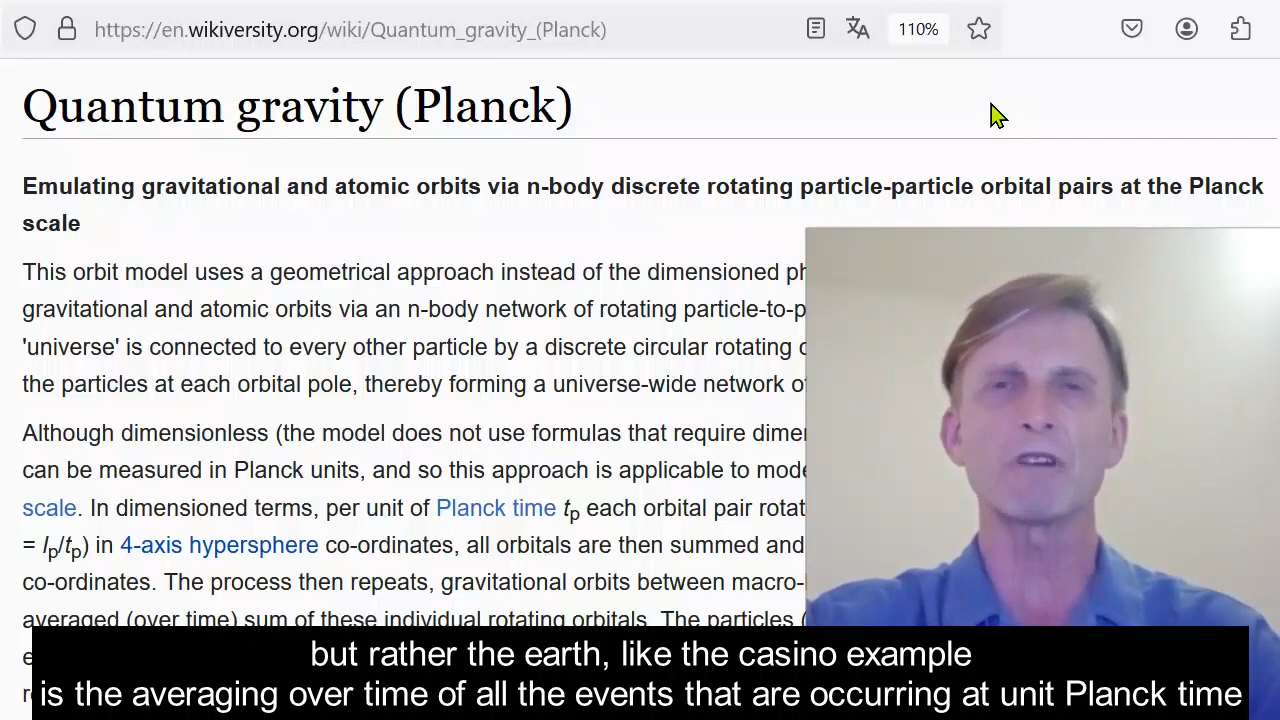 https://en.wikiversity.org/wiki/Quantum_gravity_(Planck)
110%
Quantum gravity (Planck)
Emulating gravitational and atomic orbits via n-body discrete rotating particle-particle orbital pairs at the Planck
scale
This orbit model uses a geometrical approach instead of the dimensioned
gravitational and atomic orbits via an n-body network of rotating
'universe' is connected to every other particle by a discrete circular rotating
the particles at each orbital pole, thereby forming a universe-wide network
Although dimensionless (the model does not use formulas that require
can be measured in Planck units, and so this approach is applicable to
scale. In dimensioned terms, per unit of Planck time tp each orbital pair
= lp/tp) in 4-axis hypersphere co-ordinates, all orbitals are then summed and
co-ordinates. The process then repeats, gravitational orbits between
averaged (over time) sum of these individual rotating orbitals. The particles
but rather the earth, like the casino example
is the averaging over time of all the events that are occurring at unit Planck time